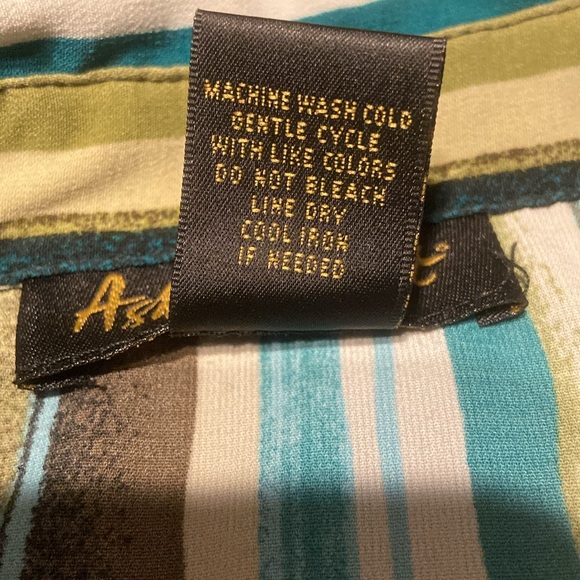 MACHINE WASH COLD
GENTLE CYCLE
WITH LIKE COLORS
DO NOT BLEACH
LINE DRY
COOL IRON
IF NEEDED